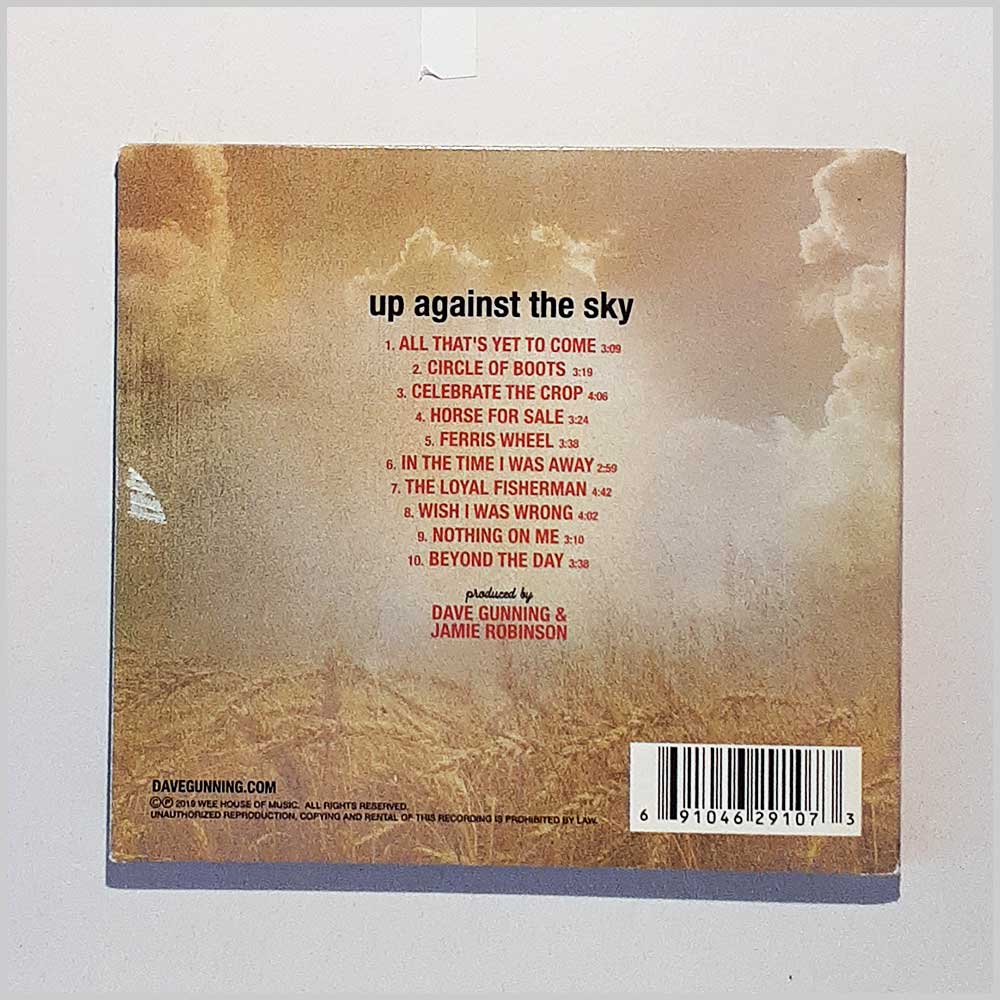 up against the sky
1. ALL THAT'S YET TO COME 3:09
2. CIRCLE OF BOOTS 3:19
3. CELEBRATE THE CROP 4:06
4. HORSE FOR SALE 3:24
5. FERRIS WHEEL 3:38
6. IN THE TIME I WAS AWAY 2:59
7. THE LOYAL FISHERMAN 4:42
8. WISH I WAS WRONG 4:02
9. NOTHING ON ME 3:10
10. BEYOND THE DAY 3:38
produced by
DAVE GUNNING &
JAMIE ROBINSON
DAVEGUNNING.COM
©℗ 2019 WEE HOUSE OF MUSIC. ALL RIGHTS RESERVED.
UNAUTHORIZED REPRODUCTION, COPYING AND RENTAL OF THIS RECORDING IS PROHIBITED BY LAW.
6 91046 29107 3